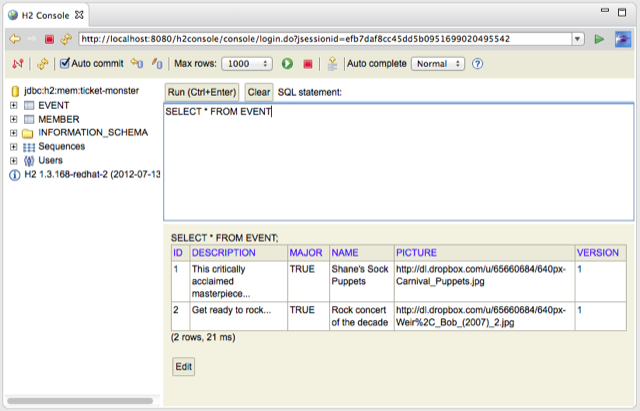 H2 Console
http://localhost:8080/h2console/console/login.do?jsessionid=efb7daf8cc45dd5b0951699020495542
Auto commit Max rows: 1000 Auto complete Normal
jdbc:h2:mem:ticket-monster
EVENT
MEMBER
INFORMATION_SCHEMA
Sequences
Users
H2 1.3.168-redhat-2 (2012-07-13
Run (Ctrl+Enter) Clear SQL statement:
SELECT * FROM EVENT
SELECT * FROM EVENT;
ID DESCRIPTION MAJOR NAME PICTURE VERSION
1 This critically TRUE Shane's Sock http://dl.dropbox.com/u/65660684/640px- 1
acclaimed Puppets Carnival_Puppets.jpg
masterpiece...
2 Get ready to rock... TRUE Rock concert http://dl.dropbox.com/u/65660684/640px- 1
of the decade Weir%2C_Bob_(2007)_2.jpg
(2 rows, 21 ms)
Edit